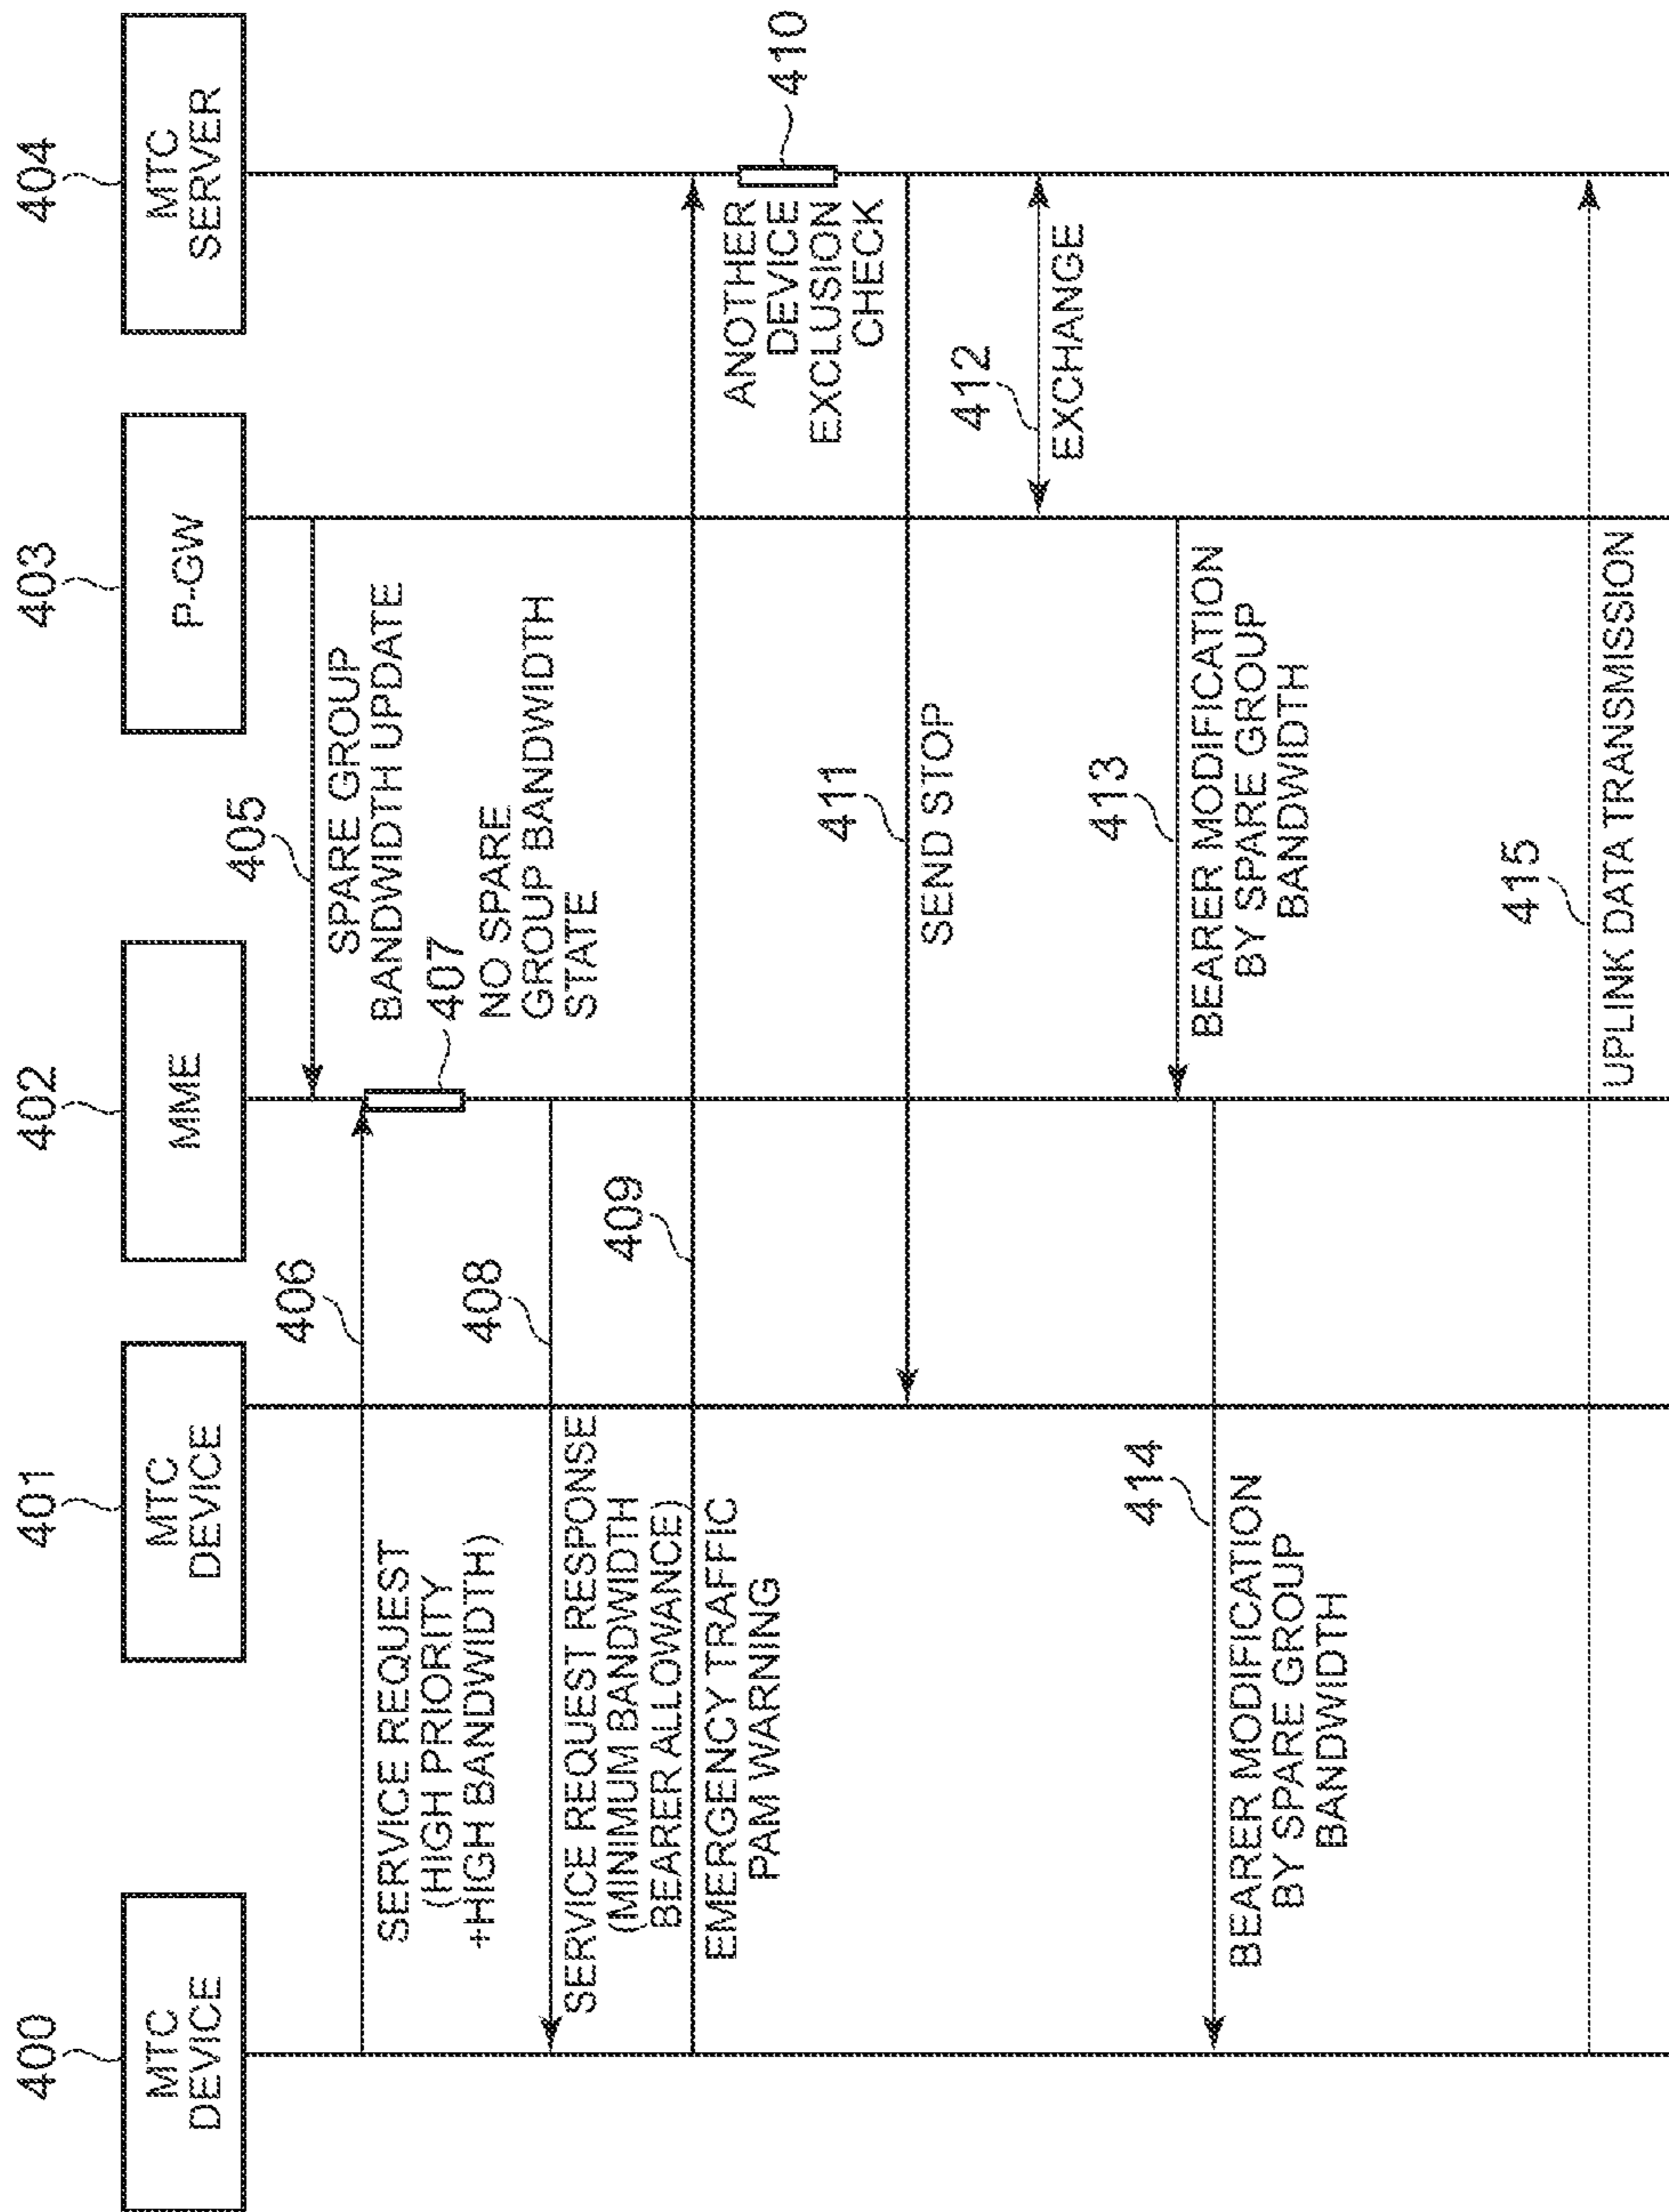 400
401
402
403
404
MTC
DEVICE
MTC
DEVICE
MME
P-GW
MTC
SERVER
405
SPARE GROUP
BANDWIDTH UPDATE
406
SERVICE REQUEST
(HIGH PRIORITY
+HIGH BANDWIDTH)
407
NO SPARE
GROUP BANDWIDTH
STATE
408
SERVICE REQUEST RESPONSE
(MINIMUM BANDWIDTH
BEARER ALLOWANCE)
409
EMERGENCY TRAFFIC
PAM WARNING
410
ANOTHER
DEVICE
EXCLUSION
CHECK
411
SEND STOP
412
EXCHANGE
413
BEARER MODIFICATION
BY SPARE GROUP
BANDWIDTH
414
BEARER MODIFICATION
BY SPARE GROUP
BANDWIDTH
415
UPLINK DATA TRANSMISSION